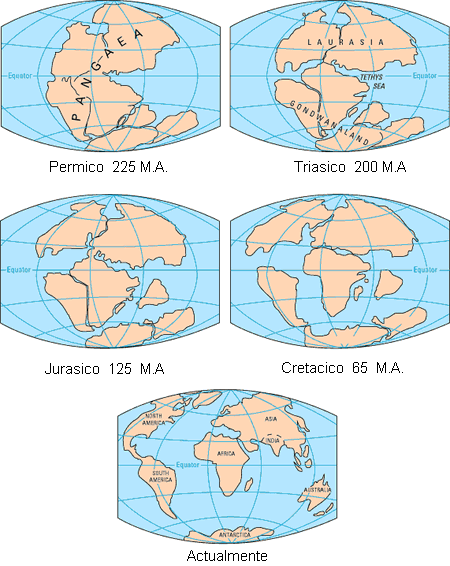 PANGAEA
Equator
Permico 225 M.A.
LAURASIA
TETHYS
SEA
Equator
GONDWANALAND
Triasico 200 M.A
Equator
Jurasico 125 M.A
Equator
Cretacico 65 M.A.
NORTH
AMERICA
ASIA
INDIA
AFRICA
Equator
SOUTH
AMERICA
AUSTRALIA
ANTARCTICA
Actualmente